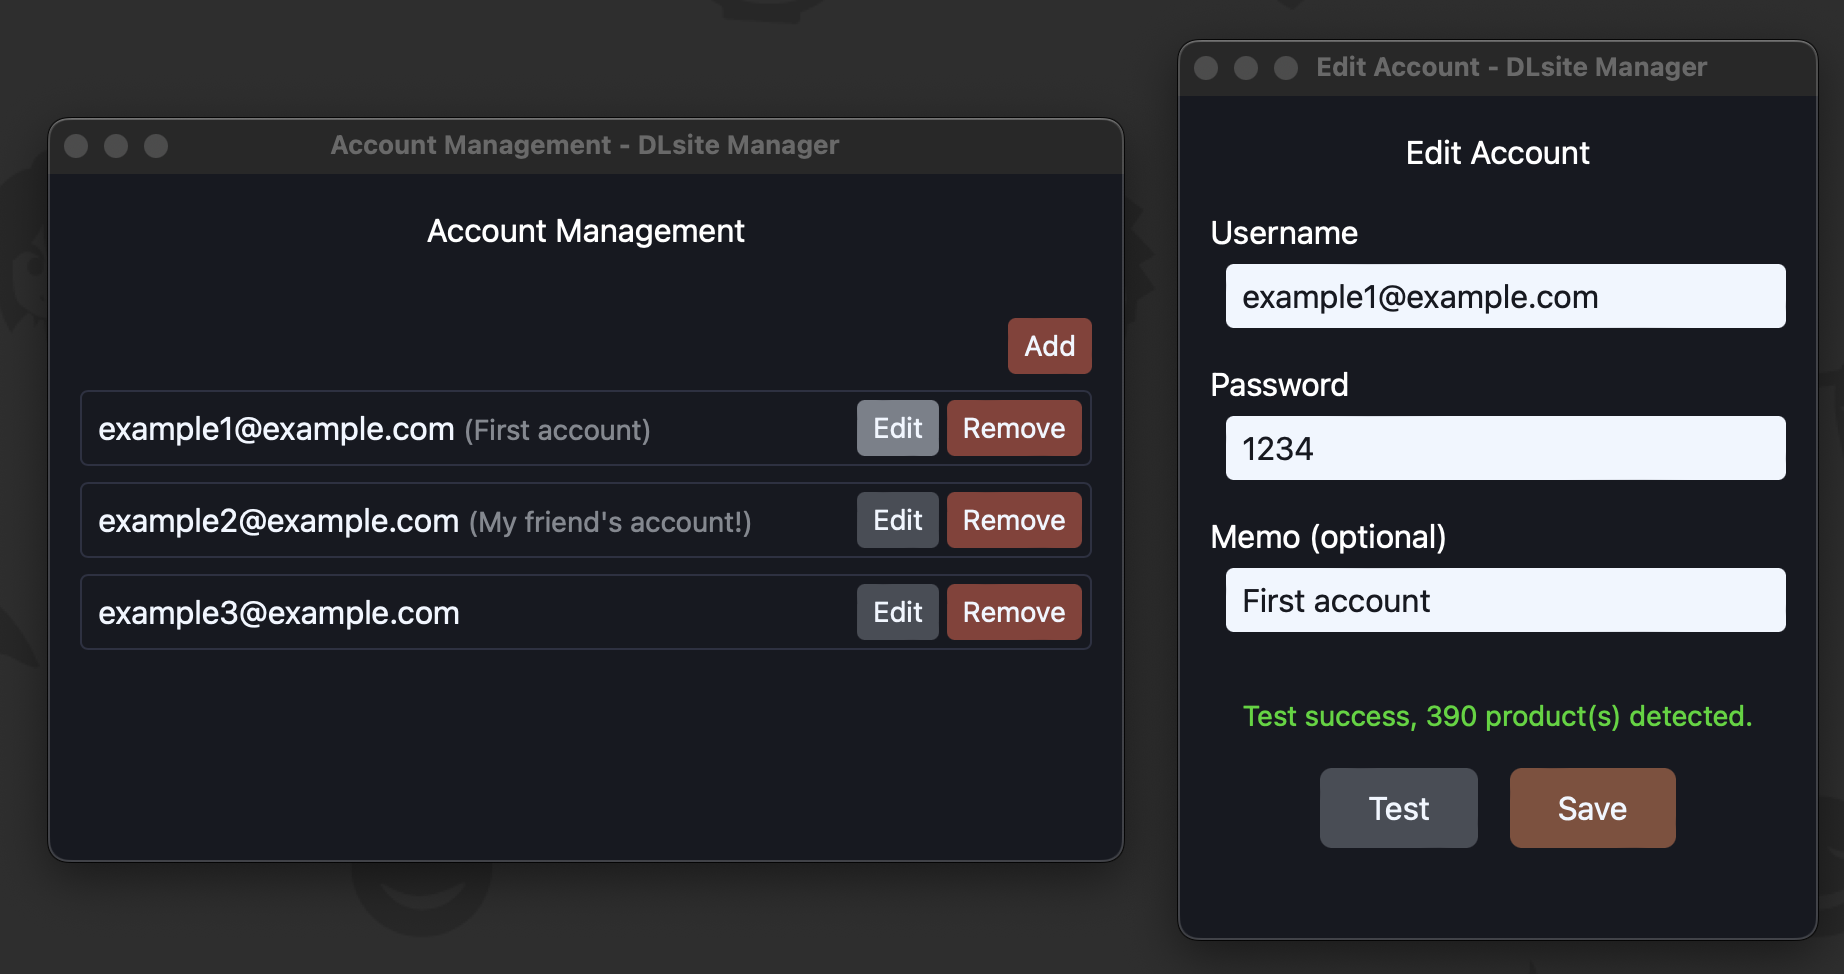 Account Management - DLsite Manager
Account Management
Add
example1@example.com (First account) Edit Remove
example2@example.com (My friend's account!) Edit Remove
example3@example.com Edit Remove
Edit Account - DLsite Manager
Edit Account
Username
example1@example.com
Password
1234
Memo (optional)
First account
Test success, 390 product(s) detected.
Test Save